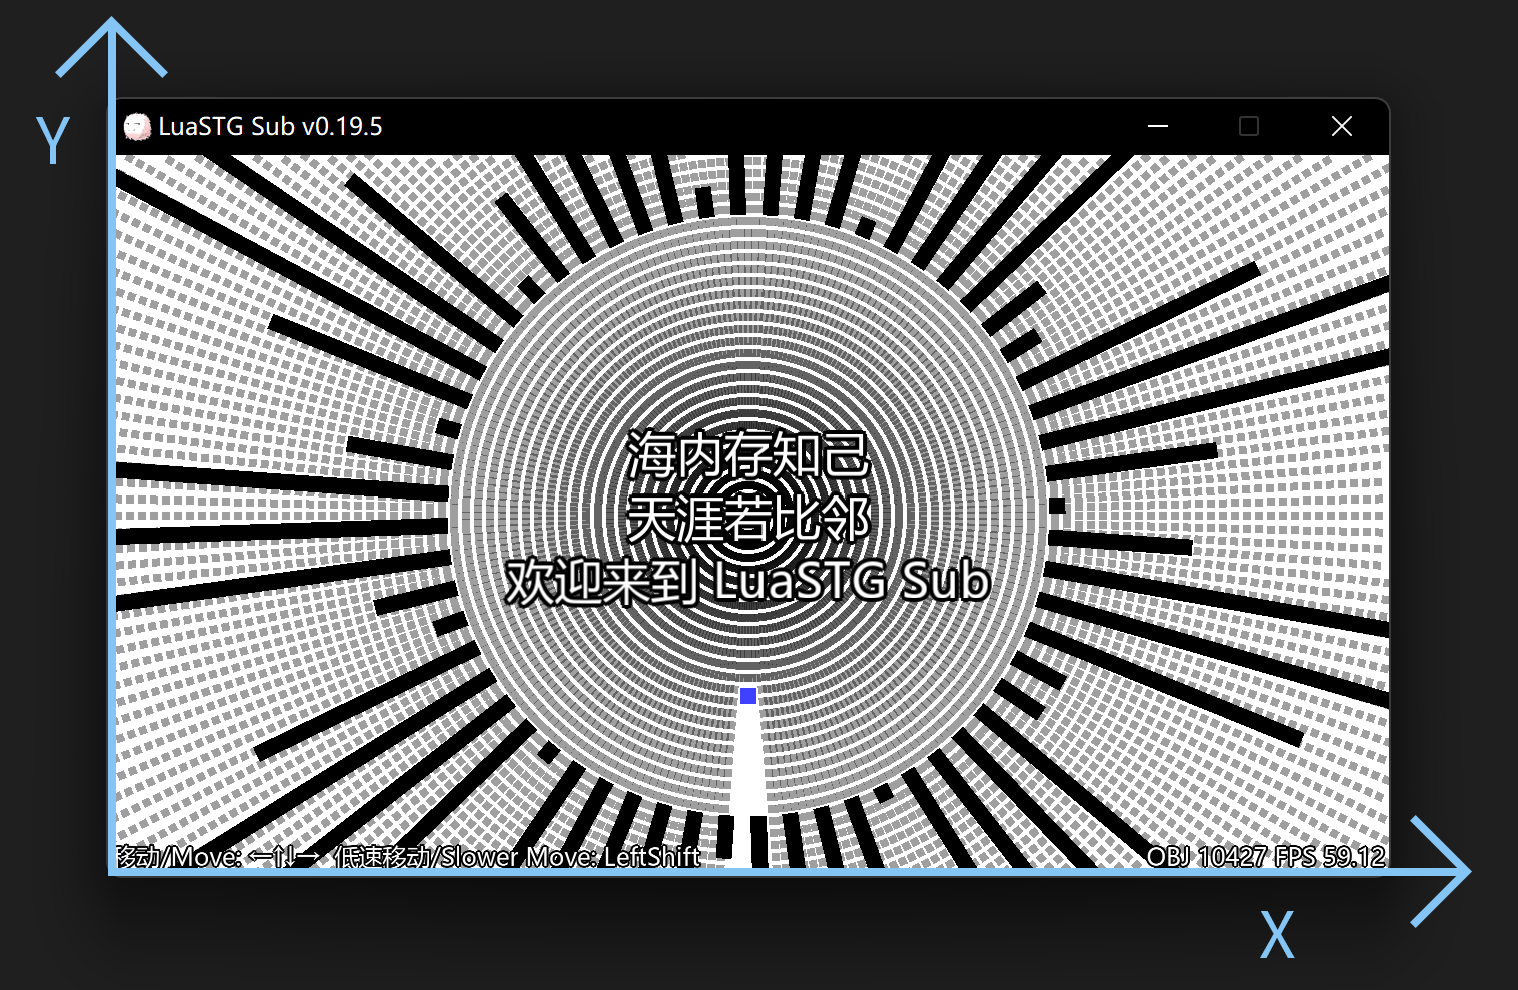 Y
LuaSTG Sub v0.19.5
海内存知己
天涯若比邻
欢迎来到 LuaSTG Sub
移动/Move: ←↑↓→ 低速移动/Slower Move: LeftShift
OBJ 10427 FPS 59.12
X